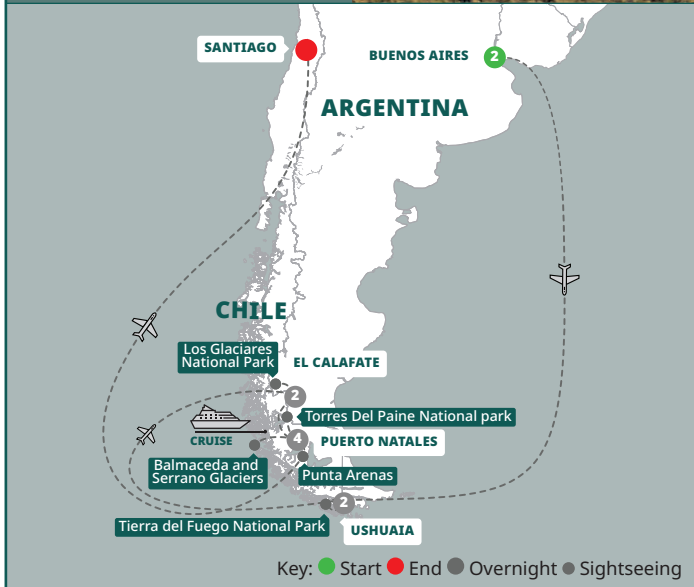 SANTIAGO
BUENOS AIRES
2
ARGENTINA
CHILE
Los Glaciares
National Park
EL CALAFATE
2
Torres Del Paine National park
CRUISE
4
PUERTO NATALES
Balmaceda and
Serrano Glaciers
Punta Arenas
Tierra del Fuego National Park
2
USHUAIA
Key: Start End Overnight Sightseeing